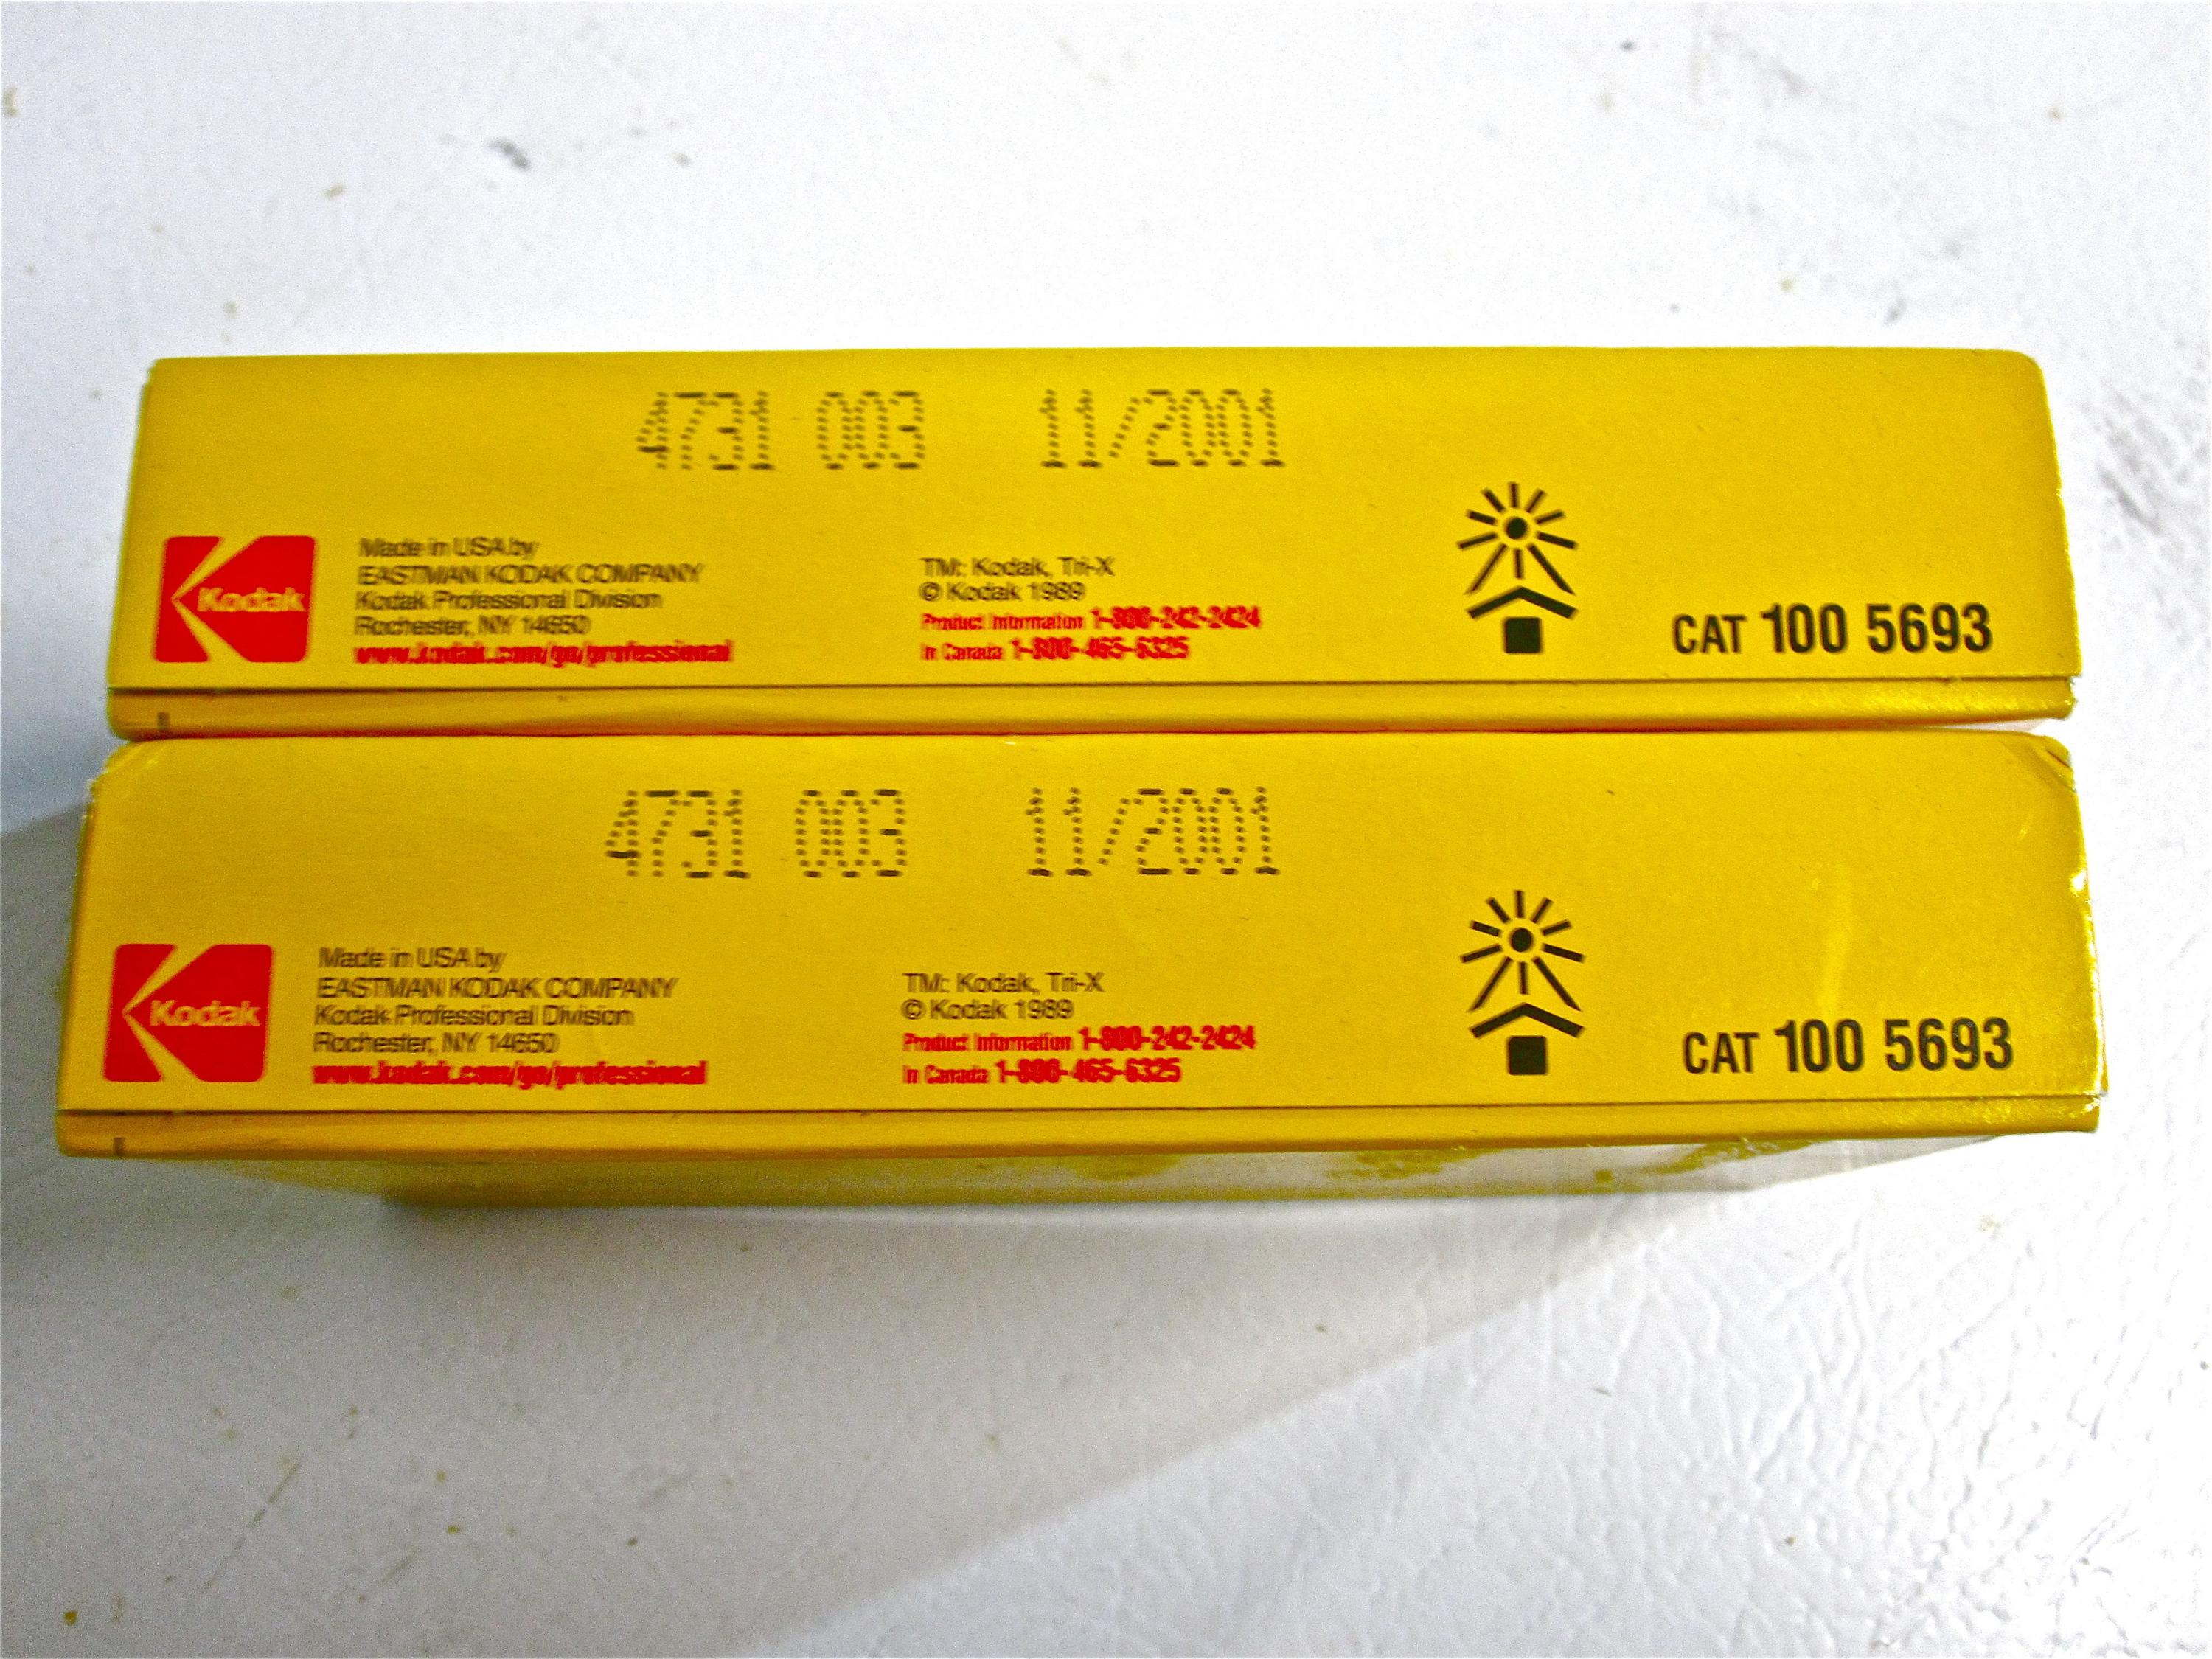 4731 003 11/2001
Kodak
Made in USA by
EASTMAN KODAK COMPANY
Kodak Professional Division
Rochester, NY 14650
www.kodak.com/go/professional
TM: Kodak, Tri-X
© Kodak 1989
Product Information 1-800-242-2424
In Canada 1-800-465-6325
CAT 100 5693
4731 003 11/2001
Kodak
Made in USA by
EASTMAN KODAK COMPANY
Kodak Professional Division
Rochester, NY 14650
www.kodak.com/go/professional
TM: Kodak, Tri-X
© Kodak 1989
Product Information 1-800-242-2424
In Canada 1-800-465-6325
CAT 100 5693